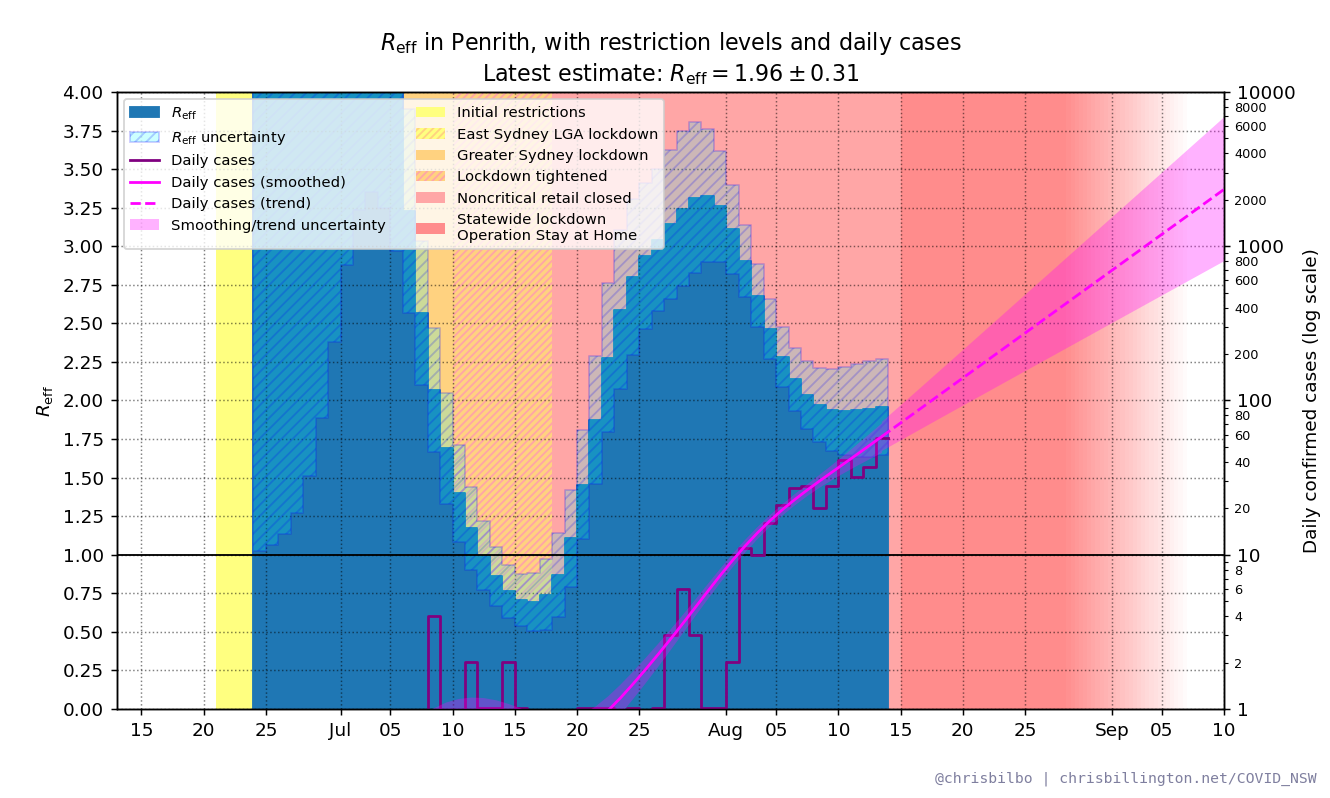 Reff in Penrith, with restriction levels and daily cases
Latest estimate: Reff = 1.96 ± 0.31
Reff
Reff uncertainty
Daily cases
Daily cases (smoothed)
Daily cases (trend)
Smoothing/trend uncertainty
Initial restrictions
East Sydney LGA lockdown
Greater Sydney lockdown
Lockdown tightened
Noncritical retail closed
Statewide lockdown
Operation Stay at Home
Reff
4.00
3.75
3.50
3.25
3.00
2.75
2.50
2.25
2.00
1.75
1.50
1.25
1.00
0.75
0.50
0.25
0.00
15 20 25 Jul 05 10 15 20 25 Aug 05 10 15 20 25 Sep 05 10
10000
8000
6000
4000
2000
1000
800
600
400
200
100
80
60
40
20
10
8
6
4
2
1
Daily confirmed cases (log scale)
@chrisbilbo | chrisbillington.net/COVID_NSW